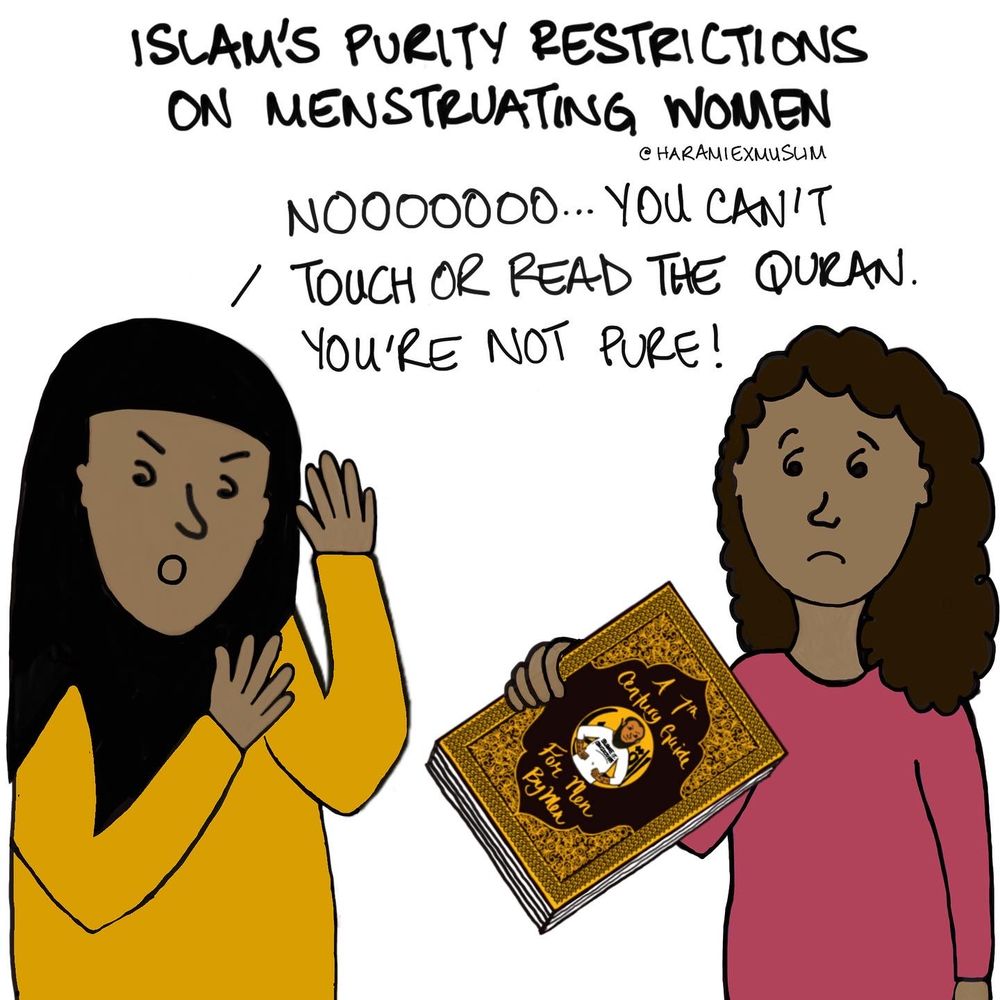 ISLAM'S PURITY RESTRICTIONS
ON MENSTRUATING WOMEN
@HARAMIEXMUSLIM
NOOOOOOO... YOU CAN'T
TOUCH OR READ THE QURAN.
YOU'RE NOT PURE!
A 7th
Century Guide
For Men
By Men